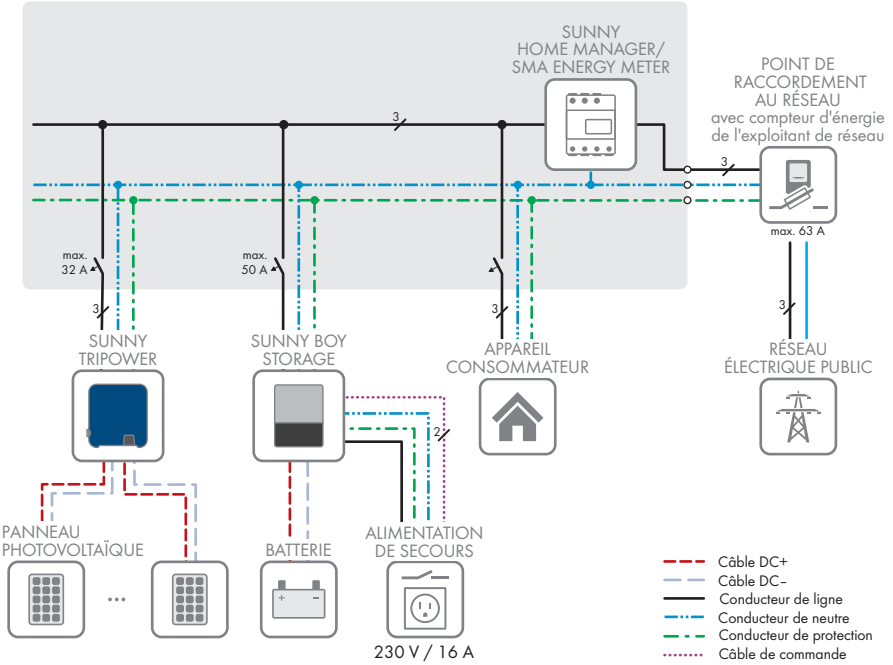 SUNNY
HOME MANAGER/
SMA ENERGY METER
POINT DE
RACCORDEMENT
AU RÉSEAU
avec compteur d'énergie
de l'exploitant de réseau
3
3
max. 63 A
max.
32 A
max.
50 A
3
3
3
SUNNY
TRIPOWER
SUNNY BOY
STORAGE
APPAREIL
CONSOMMATEUR
RÉSEAU
ÉLECTRIQUE PUBLIC
2
PANNEAU
PHOTOVOLTAÏQUE
BATTERIE
ALIMENTATION
DE SECOURS
...
+ −
230 V / 16 A
Câble DC+
Câble DC−
Conducteur de ligne
Conducteur de neutre
Conducteur de protection
Câble de commande